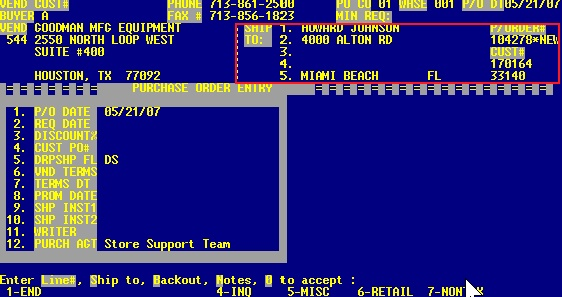 VEND CUST# PHONE 713-861-2500 PO CO 01 WHSE 001 P/O DT 05/21/07
BUYER A FAX # 713-856-1823 MIN REQ:
VEND GOODMAN MFG EQUIPMENT SHIP 1. HOWARD JOHNSON P/ORDER#
544 2550 NORTH LOOP WEST TO: 2. 4000 ALTON RD 104278*NEW
SUITE #400 3. CUST#
4. 170164
HOUSTON, TX 77092 5. MIAMI BEACH FL 33140
PURCHASE ORDER ENTRY
1. P/O DATE 05/21/07
2. REQ DATE
3. DISCOUNT%
4. CUST PO#
5. DRPSHP FL DS
6. VND TERMS
7. TERMS DT
8. PROM DATE
9. SHP INST1
10. SHP INST2
11. WRITER
12. PURCH AGT Store Support Team
Enter Line#, Ship to, Backout, Notes, 0 to accept :
1-END 4-INQ 5-MISC 6-RETAIL